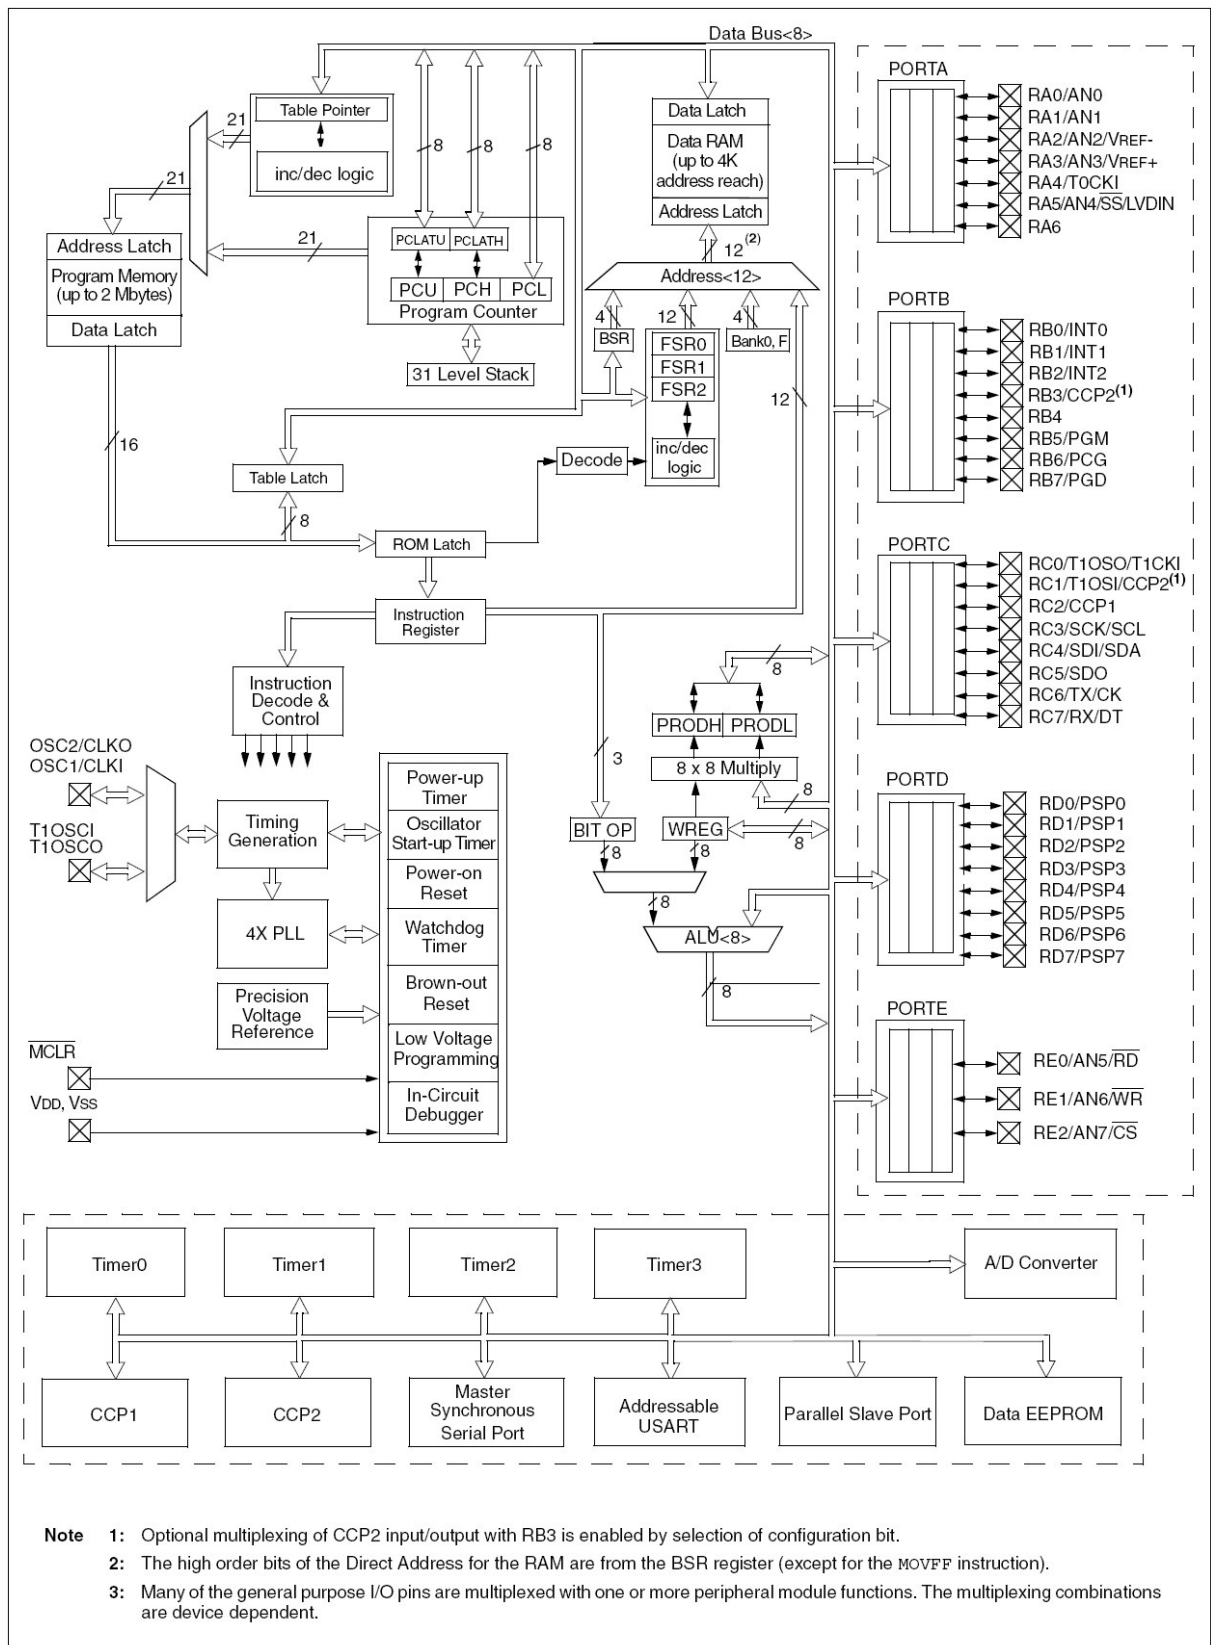 Data Bus<8>
PORTA
Table Pointer
inc/dec logic
21
21
21
8
8
8
Data Latch
Data RAM
(up to 4K
address reach)
Address Latch
12(2)
Address<12>
RA0/AN0
RA1/AN1
RA2/AN2/VREF-
RA3/AN3/VREF+
RA4/T0CKI
RA5/AN4/SS/LVDIN
RA6
Address Latch
Program Memory
(up to 2 Mbytes)
Data Latch
PCLATU
PCLATH
PCU
PCH
PCL
Program Counter
31 Level Stack
4
12
4
BSR
FSR0
FSR1
FSR2
Bank0, F
inc/dec
logic
12
PORTB
RB0/INT0
RB1/INT1
RB2/INT2
RB3/CCP2(1)
RB4
RB5/PGM
RB6/PCG
RB7/PGD
16
Table Latch
8
Decode
ROM Latch
Instruction
Register
PORTC
RC0/T1OSO/T1CKI
RC1/T1OSI/CCP2(1)
RC2/CCP1
RC3/SCK/SCL
RC4/SDI/SDA
RC5/SDO
RC6/TX/CK
RC7/RX/DT
Instruction
Decode &
Control
8
PRODH
PRODL
8 x 8 Multiply
3
8
BIT OP
WREG
8
8
8
8
ALU<8>
8
OSC2/CLKO
OSC1/CLKI
T1OSCI
T1OSCO
Timing
Generation
4X PLL
Precision
Voltage
Reference
MCLR
VDD, VSS
Power-up
Timer
Oscillator
Start-up Timer
Power-on
Reset
Watchdog
Timer
Brown-out
Reset
Low Voltage
Programming
In-Circuit
Debugger
PORTD
RD0/PSP0
RD1/PSP1
RD2/PSP2
RD3/PSP3
RD4/PSP4
RD5/PSP5
RD6/PSP6
RD7/PSP7
PORTE
RE0/AN5/RD
RE1/AN6/WR
RE2/AN7/CS
Timer0
Timer1
Timer2
Timer3
A/D Converter
CCP1
CCP2
Master
Synchronous
Serial Port
Addressable
USART
Parallel Slave Port
Data EEPROM
Note 1: Optional multiplexing of CCP2 input/output with RB3 is enabled by selection of configuration bit.
2: The high order bits of the Direct Address for the RAM are from the BSR register (except for the MOVFF instruction).
3: Many of the general purpose I/O pins are multiplexed with one or more peripheral module functions. The multiplexing combinations
are device dependent.